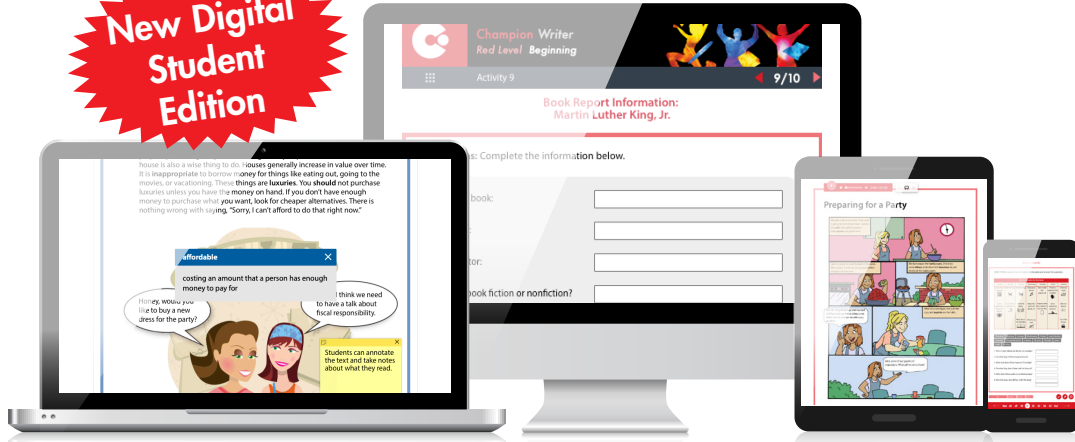 New Digital
Student
Edition
Champion Writer
Red Level Beginning
Activity 9
9/10
Book Report Information:
Martin Luther King, Jr.
ns: Complete the information below.
book:
:
tor:
book fiction or nonfiction?
house is also a wise thing to do. Houses generally increase in value over time.
It is inappropriate to borrow money for things like eating out, going to the
movies, or vacationing. These things are luxuries. You should not purchase
luxuries unless you have the money on hand. If you don't have enough
money to purchase what you want, look for cheaper alternatives. There is
nothing wrong with saying, "Sorry, I can't afford to do that right now."
affordable
costing an amount that a person has enough
money to pay for
Honey, would you
like to buy a new
dress for the party?
I think we need
to have a talk about
fiscal responsibility.
Students can annotate
the text and take notes
about what they read.
Preparing for a Party